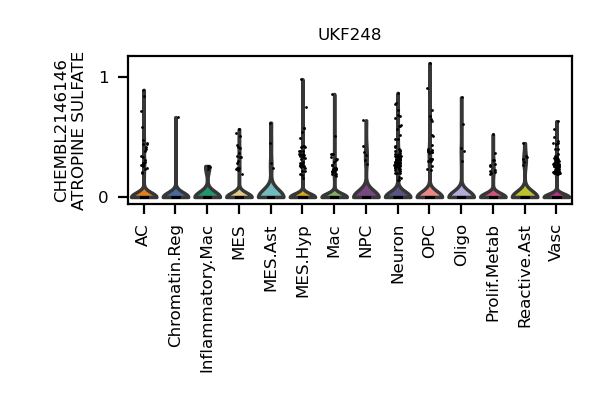 UKF248
CHEMBL2146146
ATROPINE SULFATE
1
0
AC
Chromatin.Reg
Inflammatory.Mac
MES
MES.Ast
MES.Hyp
Mac
NPC
Neuron
OPC
Oligo
Prolif.Metab
Reactive.Ast
Vasc